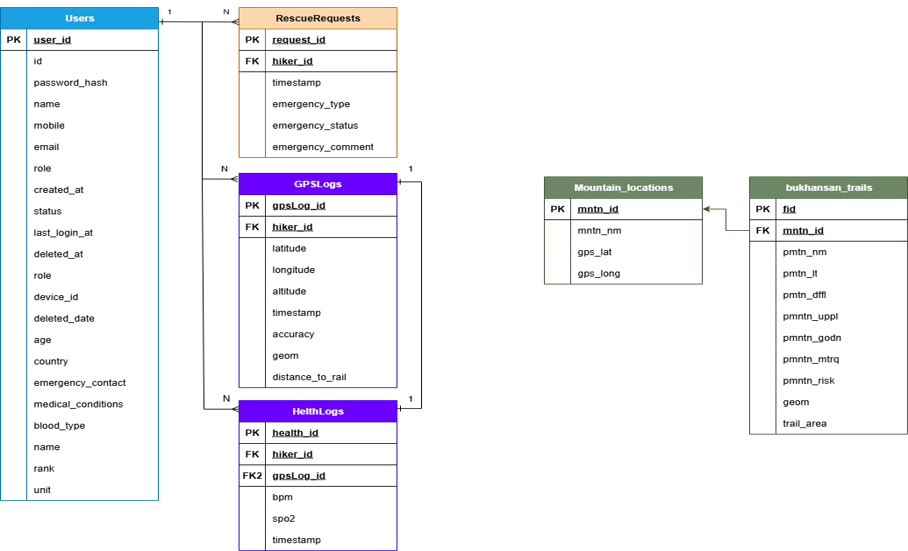 Users
PK user_id
id
password_hash
name
mobile
email
role
created_at
status
last_login_at
deleted_at
role
device_id
deleted_date
age
country
emergency_contact
medical_conditions
blood_type
name
rank
unit
1
N
RescueRequests
PK request_id
FK hiker_id
timestamp
emergency_type
emergency_status
emergency_comment
N
1
GPSLogs
PK gpsLog_id
FK hiker_id
latitude
longitude
altitude
timestamp
accuracy
geom
distance_to_rail
N
1
HelthLogs
PK health_id
FK hiker_id
FK2 gpsLog_id
bpm
spo2
timestamp
Mountain_locations
PK mntn_id
mntn_nm
gps_lat
gps_long
bukhansan_trails
PK fid
FK mntn_id
pmtn_nm
pmtn_lt
pmtn_dffl
pmntn_uppl
pmntn_godn
pmntn_mtrq
pmntn_risk
geom
trail_area